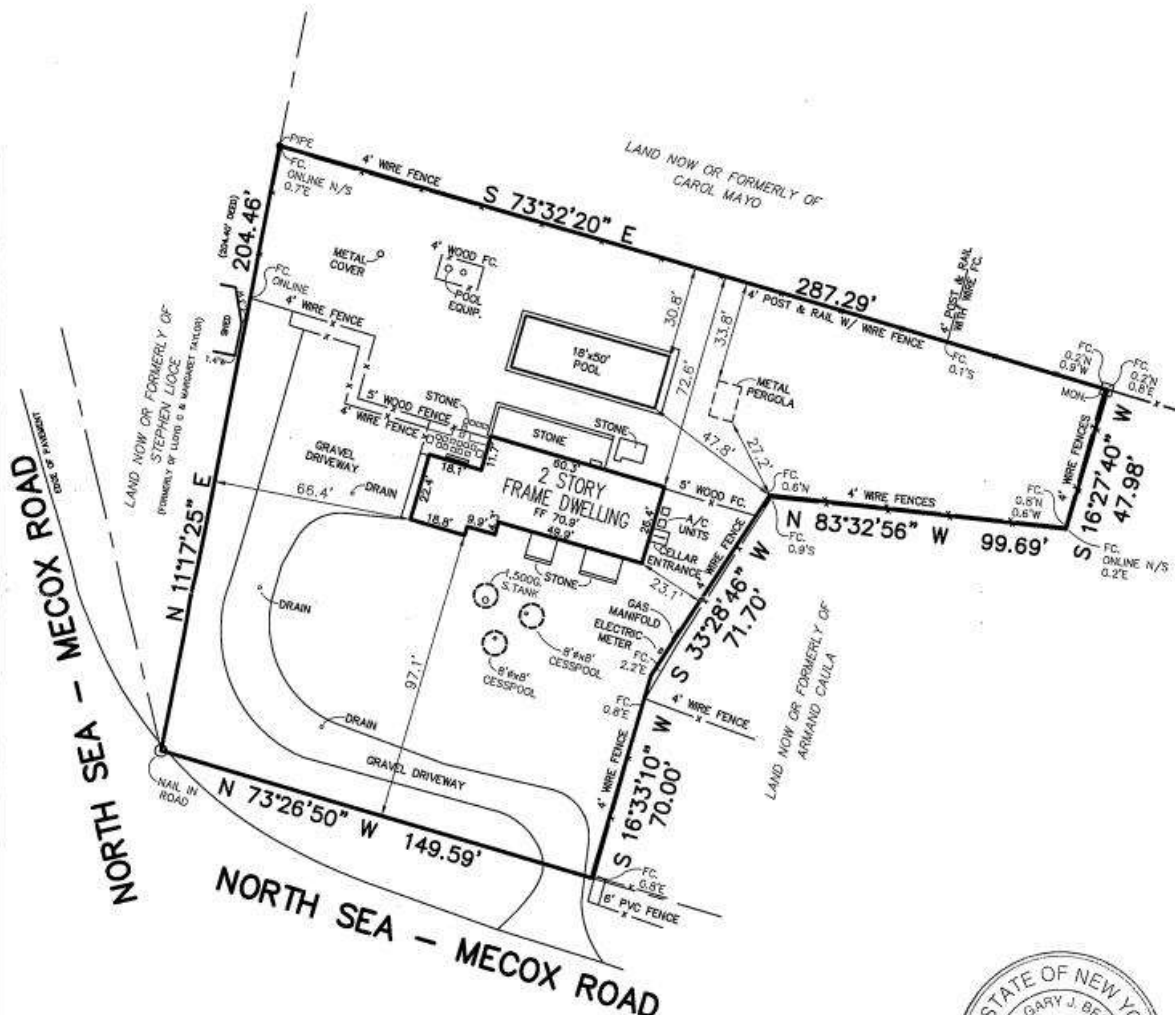 PIPE
FC.
ONLINE N/S
0.7'E
4' WIRE FENCE
S 73°32'20" E
287.29'
LAND NOW OR FORMERLY OF
CAROL MAYO
4' POST & RAIL
WITH WIRE FC.
4' POST & RAIL W/ WIRE FENCE
FC.
0.1'S
FC.
0.2'N
0.9'W
FC.
0.2'N
0.8'E
MON.
(204.40' DEED)
204.46'
METAL
COVER
4' WOOD FC.
POOL
EQUIP.
FC.
ONLINE
SHED
1.4'W
4' WIRE FENCE
30.8'
33.8'
72.6'
18'x50'
POOL
METAL
PERGOLA
47.8'
27.2'
LAND NOW OR FORMERLY OF
STEPHEN LIOCE
(FORMERLY OF LLOYD G & MARGARET TAYLOR)
5' WOOD FENCE
4' WIRE FENCE
STONE
STONE
STONE
GRAVEL
DRIVEWAY
DRAIN
66.4'
22.4'
18.1'
11.7'
60.3'
2 STORY
FRAME DWELLING
FF 70.9'
49.9'
18.8'
9.9'
26.4'
5' WOOD FC.
A/C
UNITS
CELLAR
ENTRANCE
4' WIRE FENCE
FC.
0.6'N
FC.
0.9'S
4' WIRE FENCES
N 83°32'56" W
99.69'
4' WIRE FENCES
S 16°27'40" W
47.98'
FC.
0.8'N
0.6'W
FC.
ONLINE N/S
0.2'E
EDGE OF PAVEMENT
N 11°17'25" E
STONE
23.1'
1,500G.
S.TANK
8'øx8'
CESSPOOL
8'øx8'
CESSPOOL
DRAIN
DRAIN
97.1'
GAS
MANIFOLD
ELECTRIC
METER
FC.
2.2'E
S 33°28'46" W
71.70'
FC.
0.8'E
4' WIRE FENCE
LAND NOW OR FORMERLY OF
ARMAND CAULA
4' WIRE FENCE
S 16°33'10" W
70.00'
GRAVEL DRIVEWAY
NAIL IN
ROAD
N 73°26'50" W 149.59'
FC.
0.8'E
6' PVC FENCE
NORTH SEA - MECOX ROAD
NORTH SEA - MECOX ROAD
STATE OF NEW YO
GARY J. BE